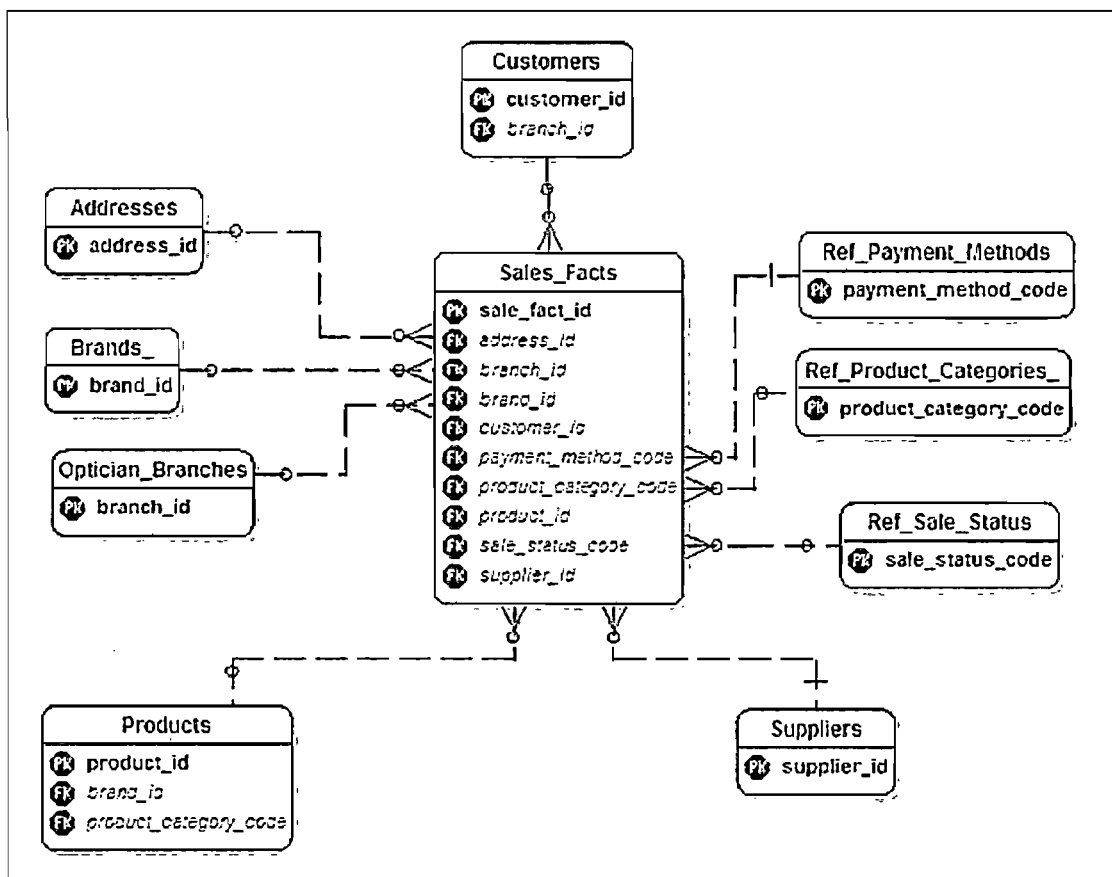 Customers
PK customer_id
FK branch_id
Addresses
PK address_id
Brands_
PK brand_id
Optician_Branches
PK branch_id
Sales_Facts
PK sale_fact_id
FK address_id
FK branch_id
FK brand_id
FK customer_id
FK payment_method_code
FK product_category_code
FK product_id
FK sale_status_code
FK supplier_id
Ref_Payment_Methods
PK payment_method_code
Ref_Product_Categories_
PK product_category_code
Ref_Sale_Status
PK sale_status_code
Products
PK product_id
FK brand_id
FK product_category_code
Suppliers
PK supplier_id